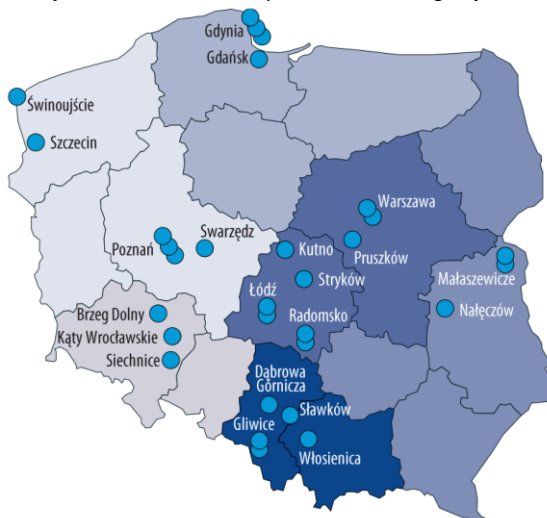 Gdynia
Gdańsk
Świnoujście
Szczecin
Warszawa
Poznań
Swarzędz
Kutno
Pruszków
Stryków
Małaszewicze
Łódź
Nałęczów
Brzeg Dolny
Radomsko
Kąty Wrocławskie
Siechnice
Dąbrowa
Górnicza
Sławków
Gliwice
Włosienica